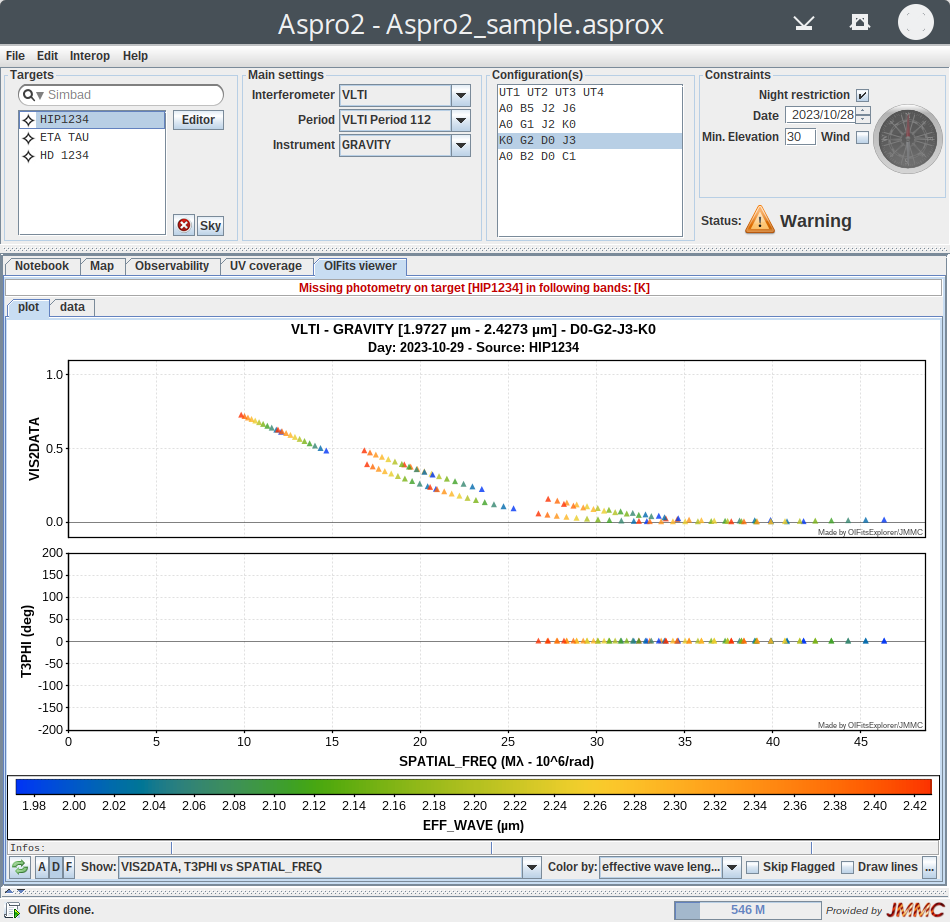 Aspro2 - Aspro2_sample.asprox
File Edit Interop Help
Targets
Simbad
HIP1234
ETA TAU
HD 1234
Editor
Sky
Main settings
Interferometer VLTI
Period VLTI Period 112
Instrument GRAVITY
Configuration(s)
UT1 UT2 UT3 UT4
A0 B5 J2 J6
A0 G1 J2 K0
K0 G2 D0 J3
A0 B2 D0 C1
Constraints
Night restriction
Date 2023/10/28
Min. Elevation 30 Wind
Status: Warning
Notebook Map Observability UV coverage OIFits viewer
Missing photometry on target [HIP1234] in following bands: [K]
plot data
VLTI - GRAVITY [1.9727 µm - 2.4273 µm] - D0-G2-J3-K0
Day: 2023-10-29 - Source: HIP1234
VIS2DATA
1.0
0.5
0.0
Made by OIFitsExplorer/JMMC
T3PHI (deg)
200
150
100
50
0
-50
-100
-150
-200
Made by OIFitsExplorer/JMMC
0 5 10 15 20 25 30 35 40 45
SPATIAL_FREQ (Mλ - 10^6/rad)
1.98 2.00 2.02 2.04 2.06 2.08 2.10 2.12 2.14 2.16 2.18 2.20 2.22 2.24 2.26 2.28 2.30 2.32 2.34 2.36 2.38 2.40 2.42
EFF_WAVE (µm)
Infos:
A D F Show: VIS2DATA, T3PHI vs SPATIAL_FREQ Color by: effective wave leng... Skip Flagged Draw lines ...
OIFits done. 546 M Provided by JMMC